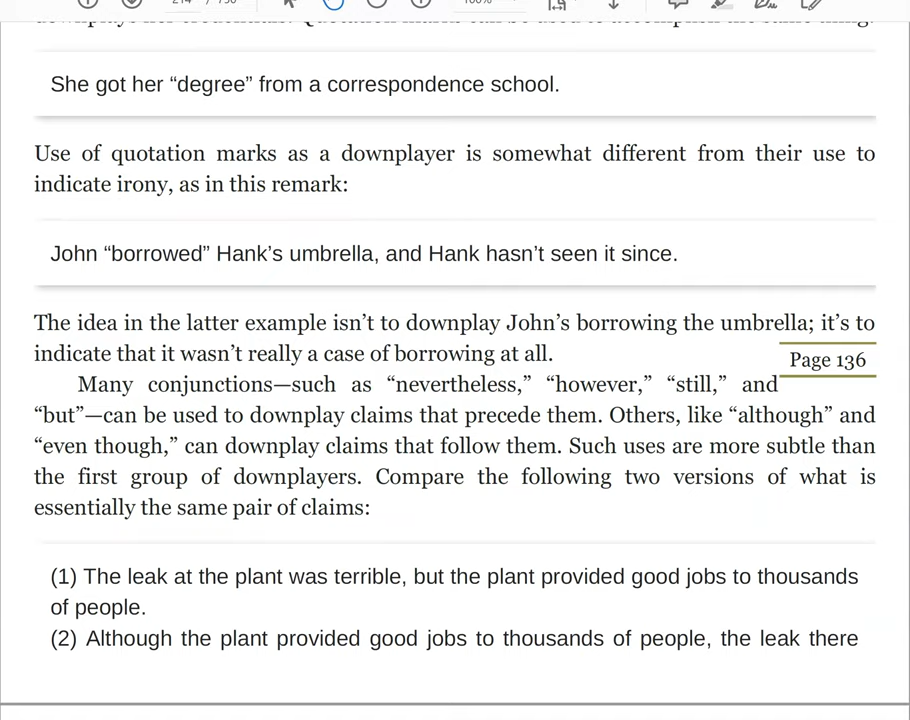 She got her “degree” from a correspondence school.
Use of quotation marks as a downplayer is somewhat different from their use to
indicate irony, as in this remark:
John “borrowed” Hank’s umbrella, and Hank hasn’t seen it since.
The idea in the latter example isn’t to downplay John’s borrowing the umbrella; it’s to
indicate that it wasn’t really a case of borrowing at all.
Page 136
Many conjunctions—such as “nevertheless,” “however,” “still,” and
“but”—can be used to downplay claims that precede them. Others, like “although” and
“even though,” can downplay claims that follow them. Such uses are more subtle than
the first group of downplayers. Compare the following two versions of what is
essentially the same pair of claims:
(1) The leak at the plant was terrible, but the plant provided good jobs to thousands
of people.
(2) Although the plant provided good jobs to thousands of people, the leak there